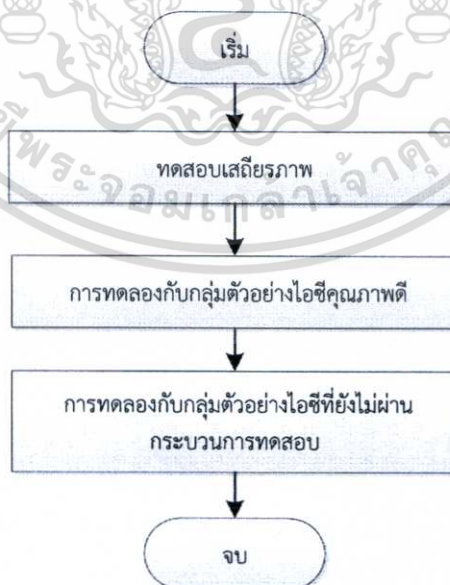 เริ่ม
ทดสอบเสถียรภาพ
การทดลองกับกลุ่มตัวอย่างไอซีคุณภาพดี
การทดลองกับกลุ่มตัวอย่างไอซีที่ยังไม่ผ่าน
กระบวนการทดสอบ
จบ